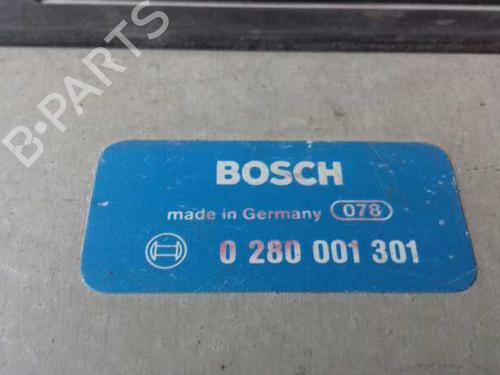 B-PARTS
BOSCH
made in Germany 078
0 280 001 301